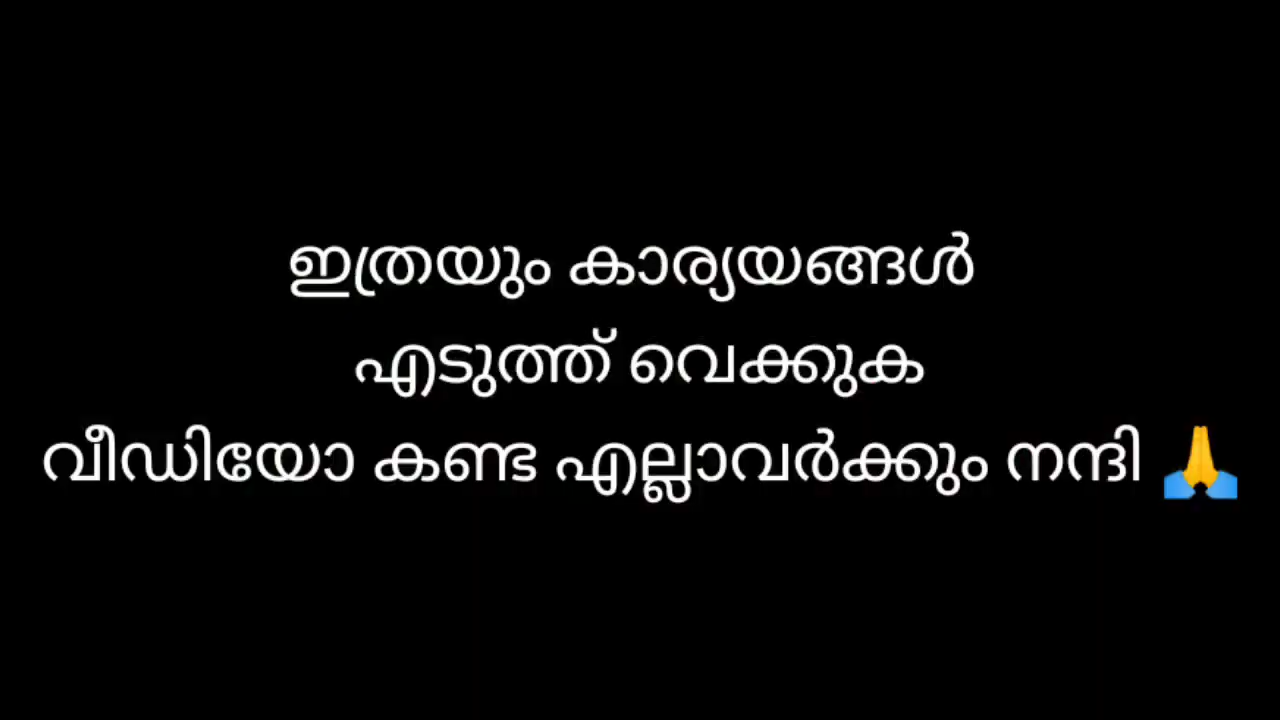 ഇത്രയും കാര്യയങ്ങൾ
എടുത്ത് വെക്കുക
വീഡിയോ കണ്ട എല്ലാവർക്കും നന്ദി 🙏